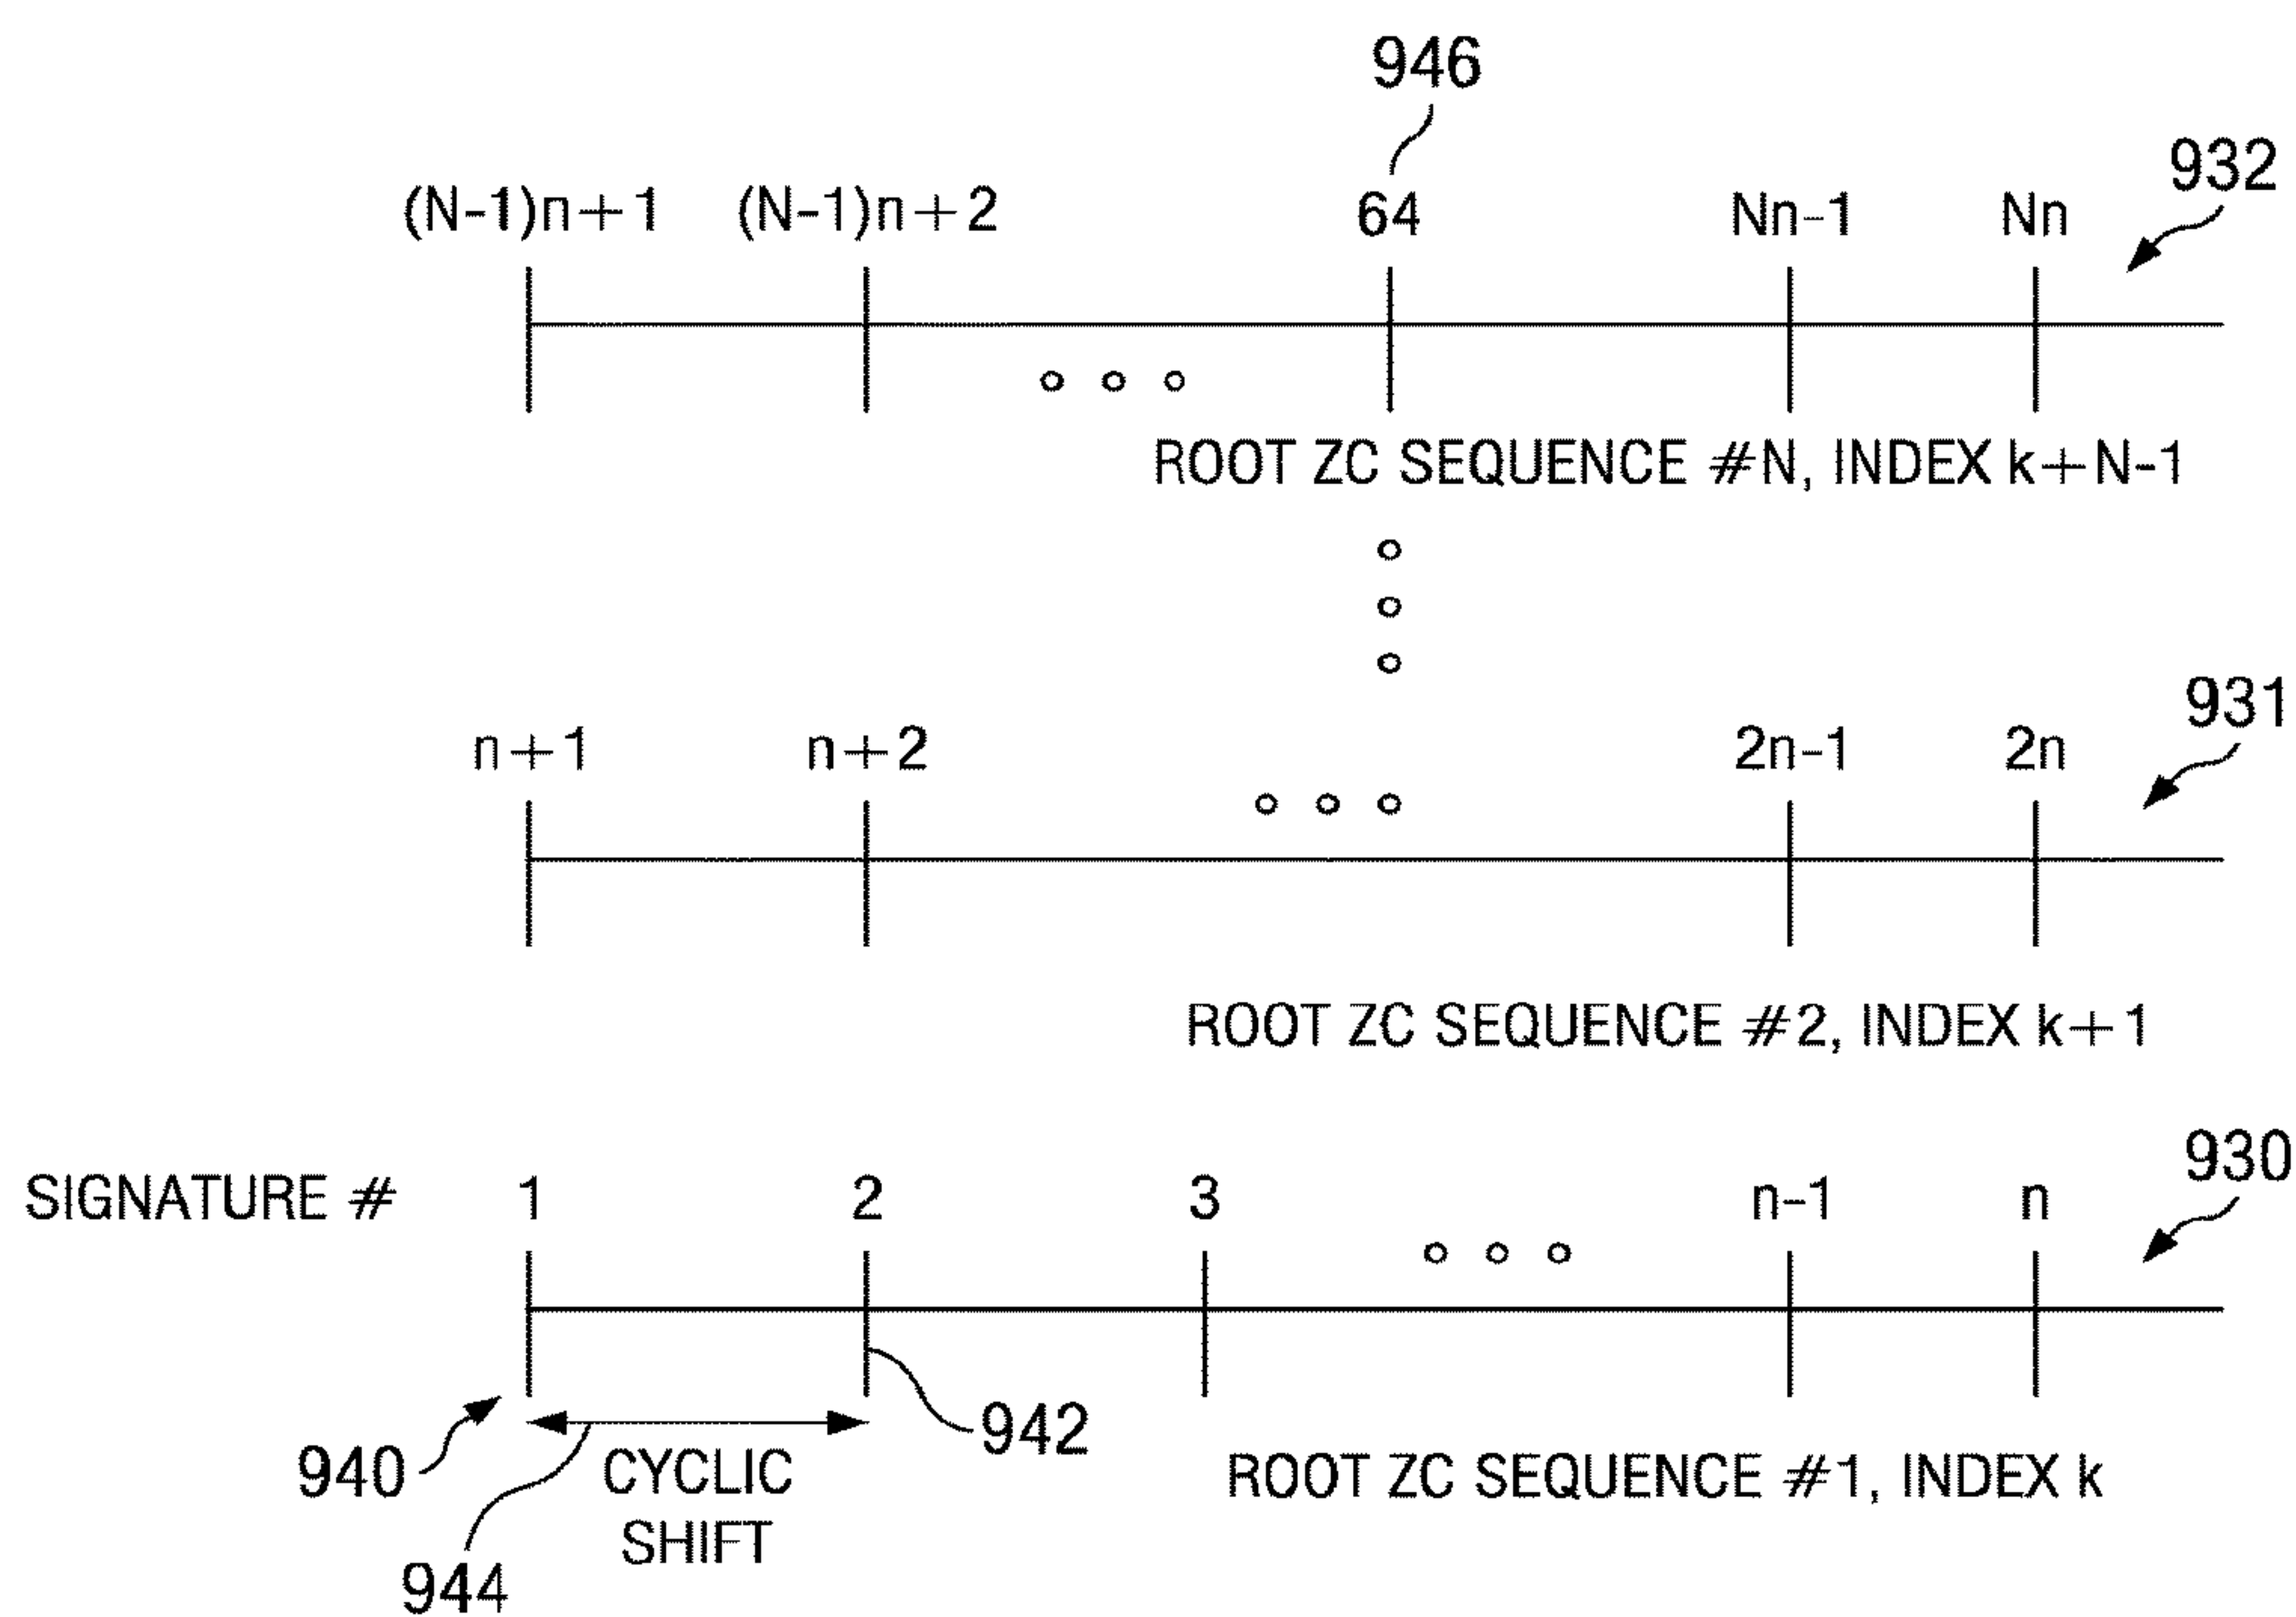 946
932
(N-1)n+1 (N-1)n+2 64 Nn-1 Nn
ROOT ZC SEQUENCE #N, INDEX k+N-1
931
n+1 n+2 2n-1 2n
ROOT ZC SEQUENCE #2, INDEX k+1
930
SIGNATURE # 1 2 3 n-1 n
942
940
CYCLIC
SHIFT
ROOT ZC SEQUENCE #1, INDEX k
944